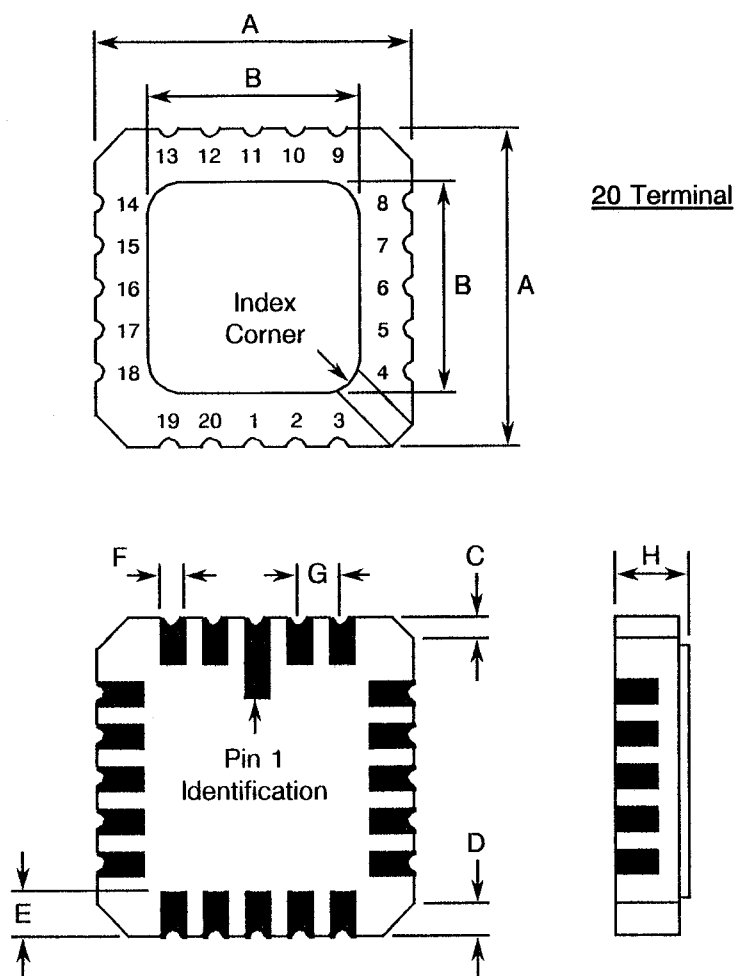 A
B
13 12 11 10 9
20 Terminal
14 8
15 7
16 6
B A
Index
Corner
17 5
18 4
19 20 1 2 3
F G C H
Pin 1
Identification
D
E